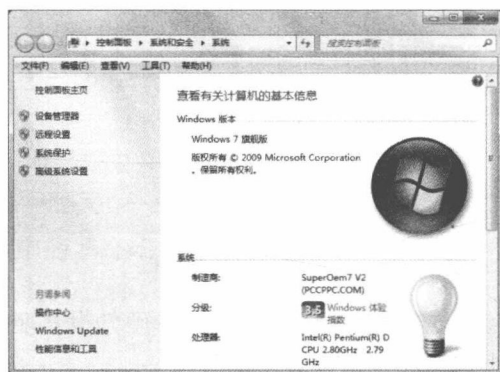 控制面板 ▸ 系统和安全 ▸ 系统
搜索控制面板
文件(F) 编辑(E) 查看(V) 工具(T) 帮助(H)
控制面板主页
设备管理器
远程设置
系统保护
高级系统设置
另请参阅
操作中心
Windows Update
性能信息和工具
查看有关计算机的基本信息
Windows 版本
Windows 7 旗舰版
版权所有 © 2009 Microsoft Corporation
。保留所有权利。
系统
制造商: SuperOem7 V2
(PCCPPC.COM)
分级: 3.6 Windows 体验
指数
处理器: Intel(R) Pentium(R) D
CPU 2.80GHz 2.79
GHz